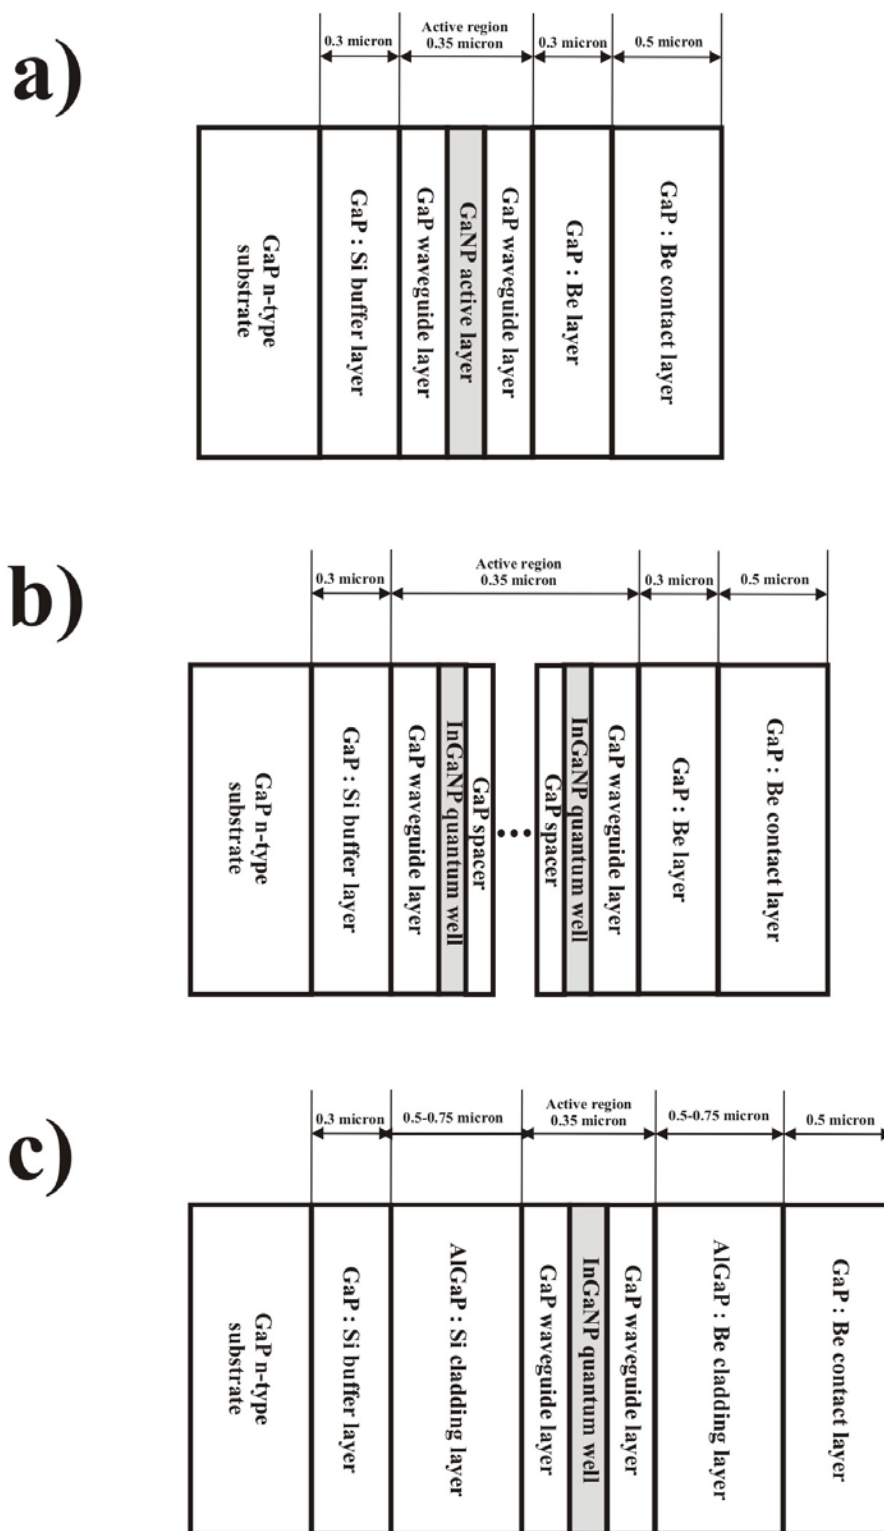 a)
0.3 micron
Active region
0.35 micron
0.3 micron
0.5 micron
GaP n-type
substrate
GaP : Si buffer layer
GaP waveguide layer
GaNP active layer
GaP waveguide layer
GaP : Be layer
GaP : Be contact layer
b)
0.3 micron
Active region
0.35 micron
0.3 micron
0.5 micron
GaP n-type
substrate
GaP : Si buffer layer
GaP waveguide layer
InGaNP quantum well
GaP spacer
•••
GaP spacer
InGaNP quantum well
GaP waveguide layer
GaP : Be layer
GaP : Be contact layer
c)
0.3 micron
0.5-0.75 micron
Active region
0.35 micron
0.5-0.75 micron
0.5 micron
GaP n-type
substrate
GaP : Si buffer layer
AlGaP : Si cladding layer
GaP waveguide layer
InGaNP quantum well
GaP waveguide layer
AlGaP : Be cladding layer
GaP : Be contact layer